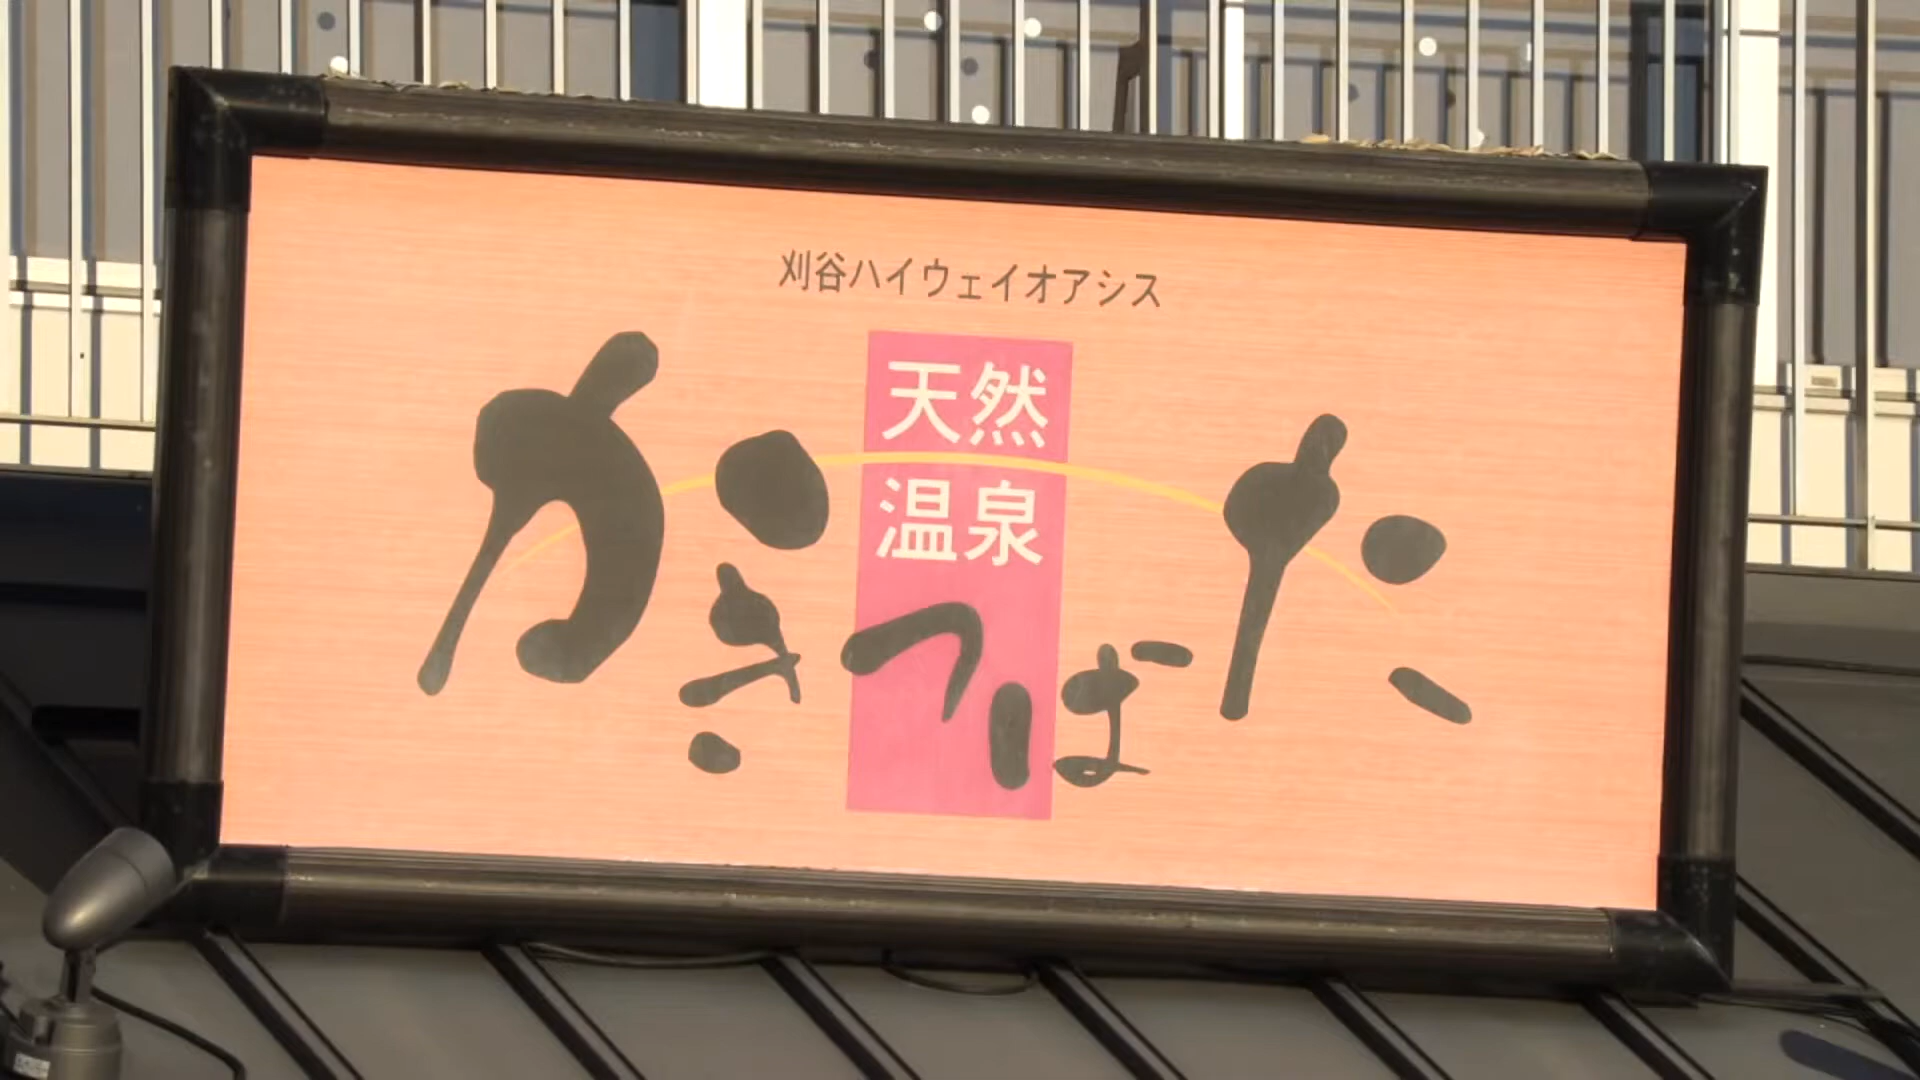 刈谷ハイウェイオアシス
天然
温泉
かきつばた